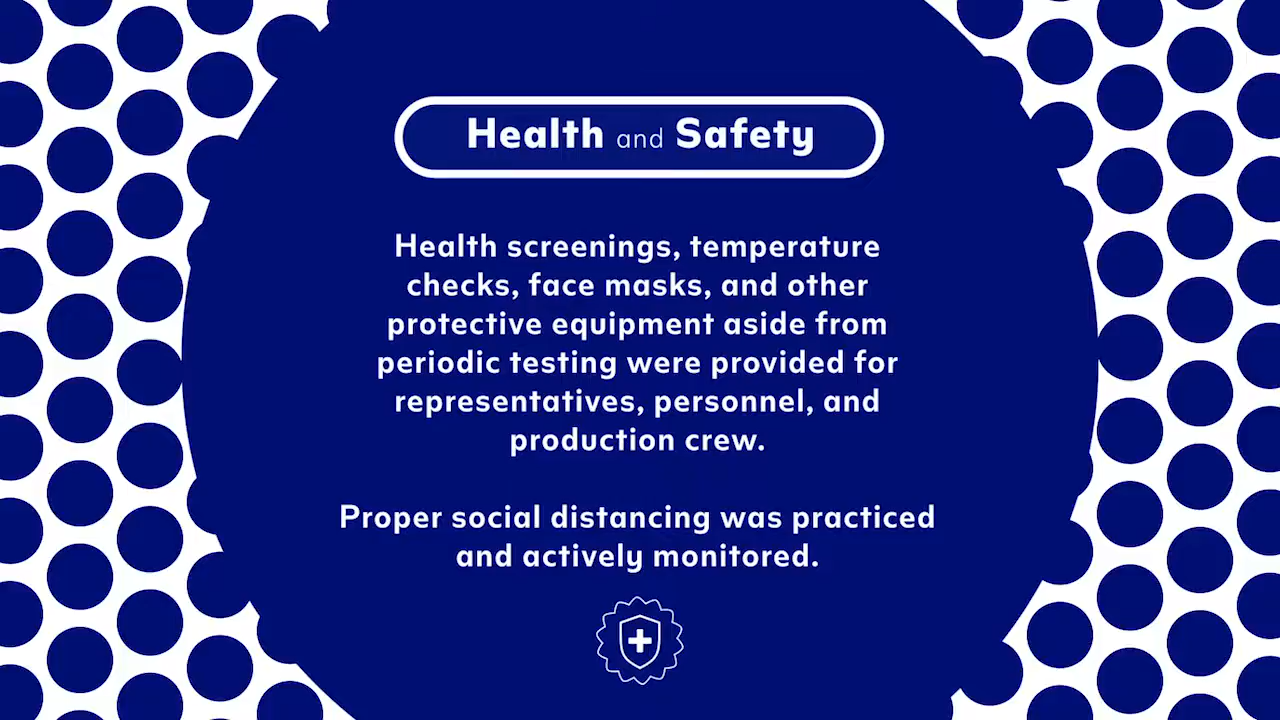 Health and Safety
Health screenings, temperature
checks, face masks, and other
protective equipment aside from
periodic testing were provided for
representatives, personnel, and
production crew.
Proper social distancing was practiced
and actively monitored.